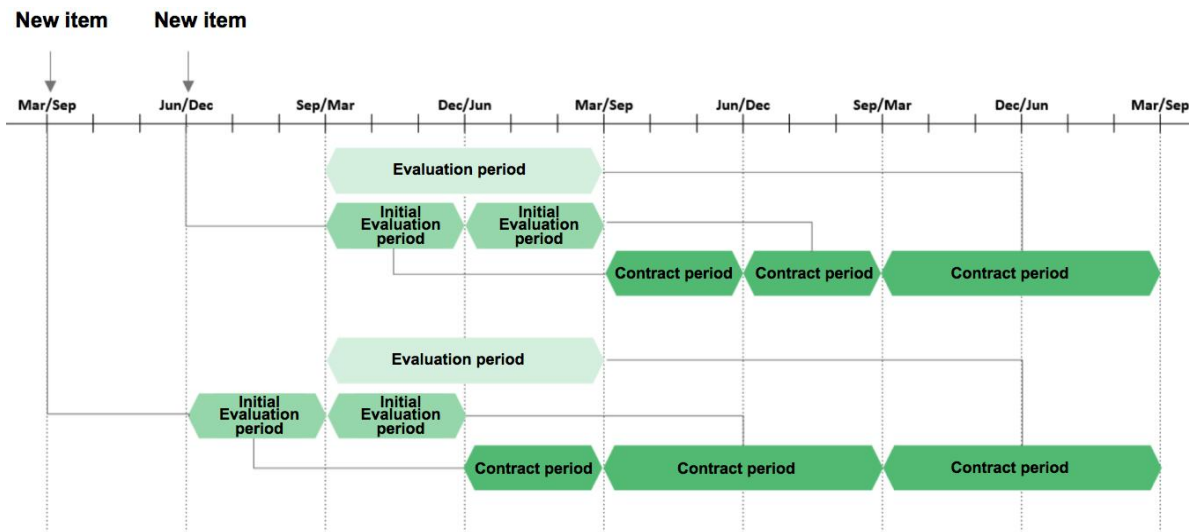 New item
New item
Mar/Sep
Jun/Dec
Sep/Mar
Dec/Jun
Mar/Sep
Jun/Dec
Sep/Mar
Dec/Jun
Mar/Sep
Evaluation period
Initial
Evaluation
period
Initial
Evaluation
period
Contract period
Contract period
Contract period
Evaluation period
Initial
Evaluation
period
Initial
Evaluation
period
Contract period
Contract period
Contract period